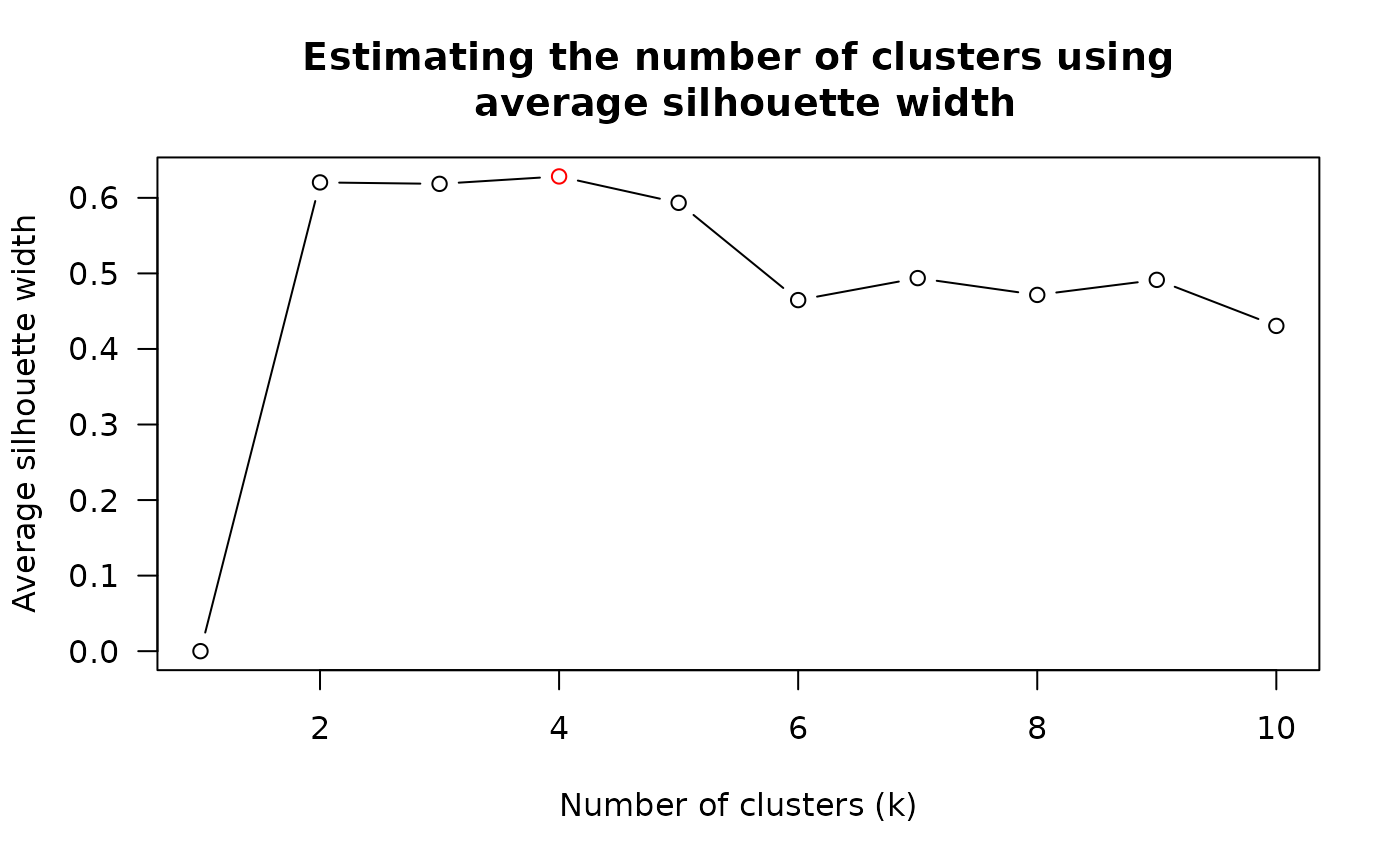 Estimating the number of clusters using
average silhouette width
Average silhouette width
0.6
0.5
0.4
0.3
0.2
0.1
0.0
2 4 6 8 10
Number of clusters (k)